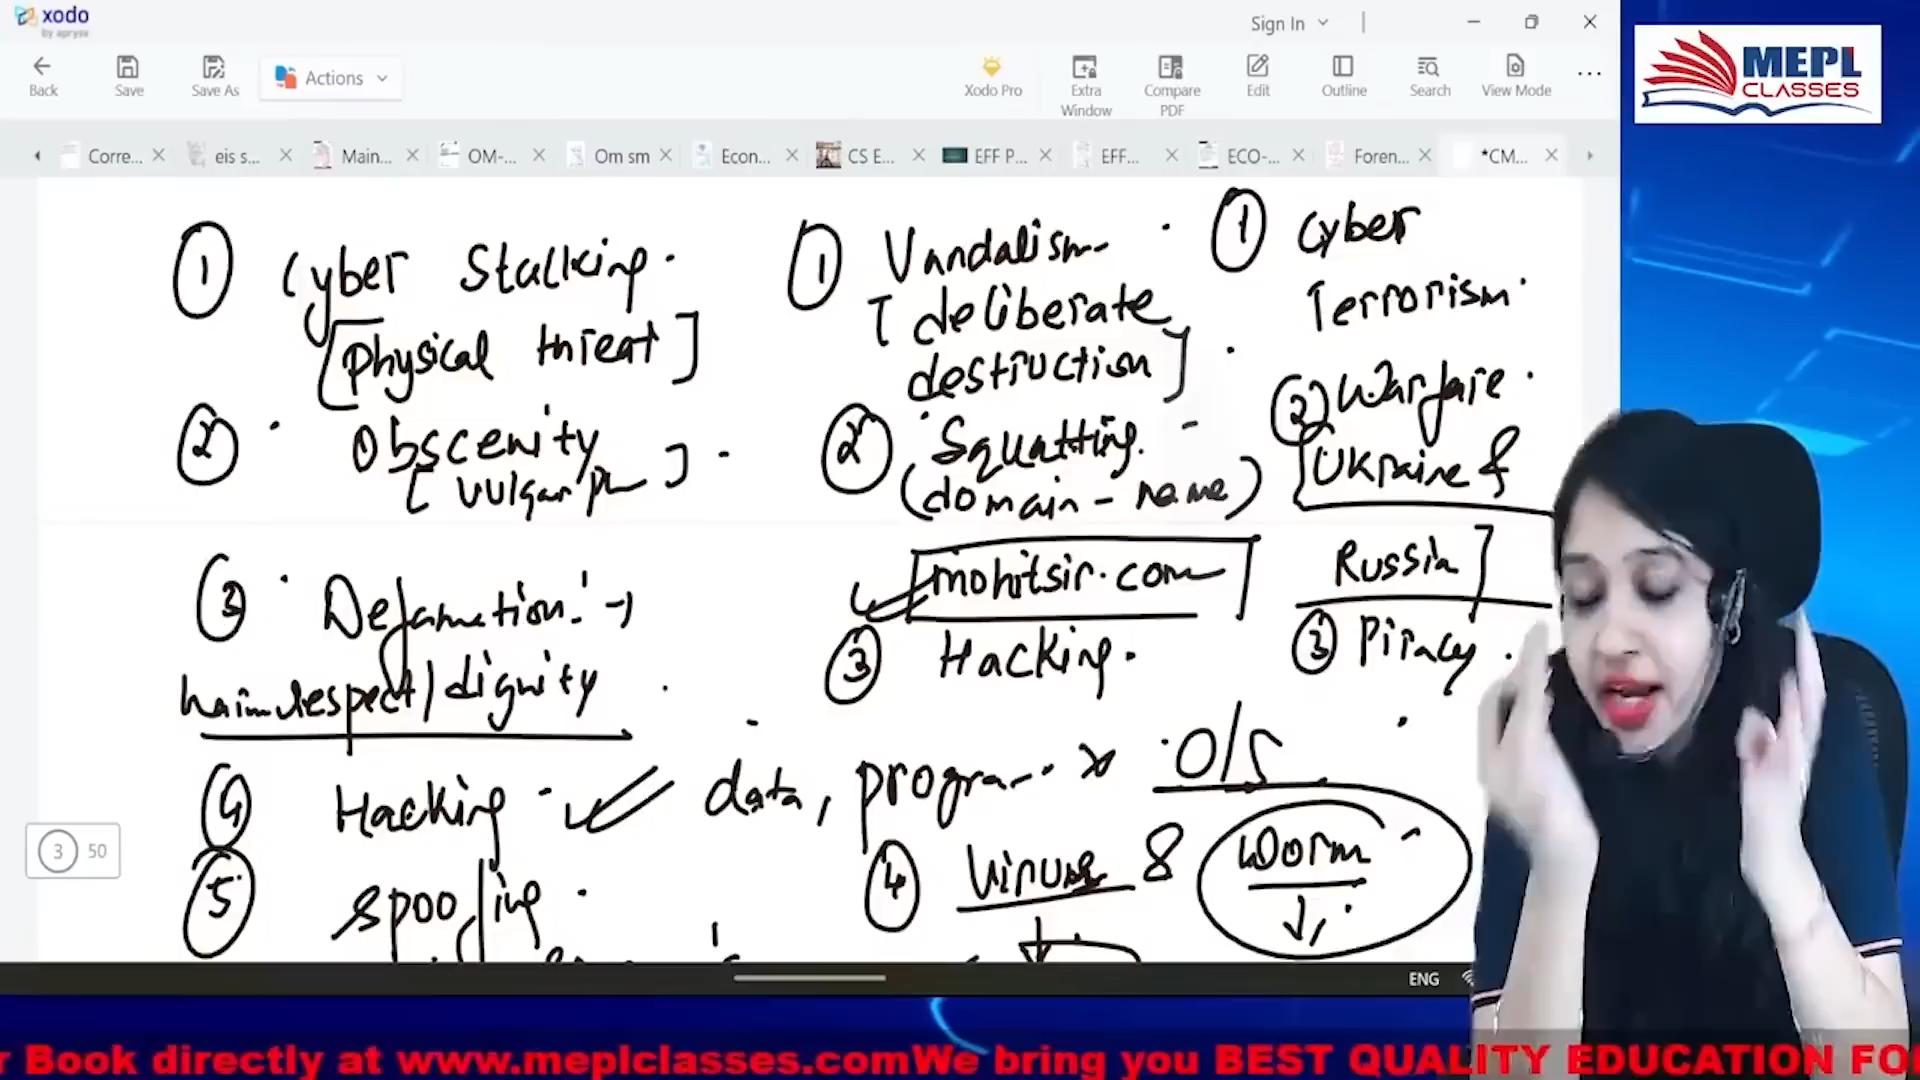 xodo
by apryse
Sign In
Back
Save
Save As
Actions
Xodo Pro
Extra Window
Compare PDF
Edit
Outline
Search
View Mode
Corre...
eis s...
Main...
OM-...
Om sm
Econ...
CS E...
EFF P...
EFF...
ECO-...
Foren...
*CM...
MEPL
CLASSES
① Cyber Stalking.
[Physical threat]
② Obscenity
[vulgar ]
③ Defamation:→
harm respect/dignity
④ Hacking - data, program x O/S
⑤ spoofing
① Vandalism
[deliberate
destruction]
② Squatting. -
(domain-name)
mohitsir.com
③ Hacking.
④ Virus & Worm
① Cyber
Terrorism.
② Warfare.
[Ukraine &
Russia]
③ Piracy.
3 50
ENG
r Book directly at www.meplclasses.comWe bring you BEST QUALITY EDUCATION FO